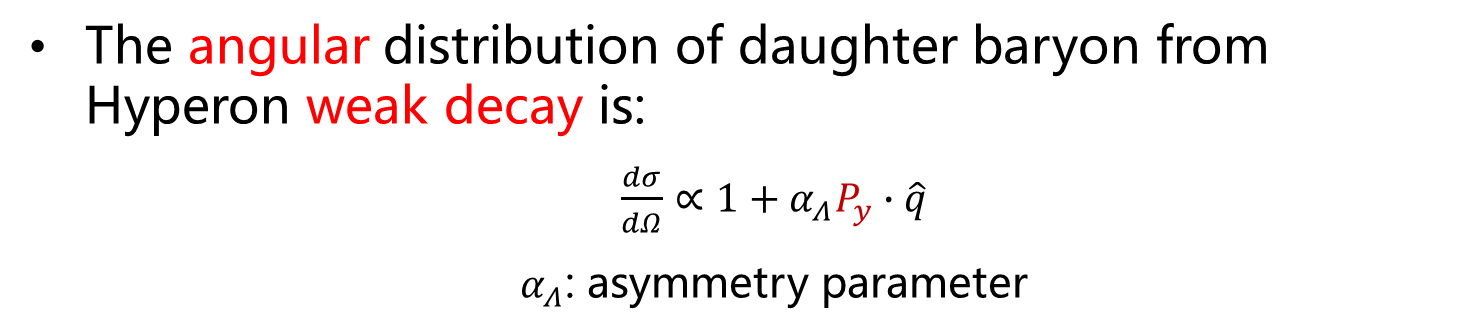 • The angular distribution of daughter baryon from
Hyperon weak decay is:
dσ/dΩ ∝ 1 + α_Λ P_y · q̂
α_Λ: asymmetry parameter